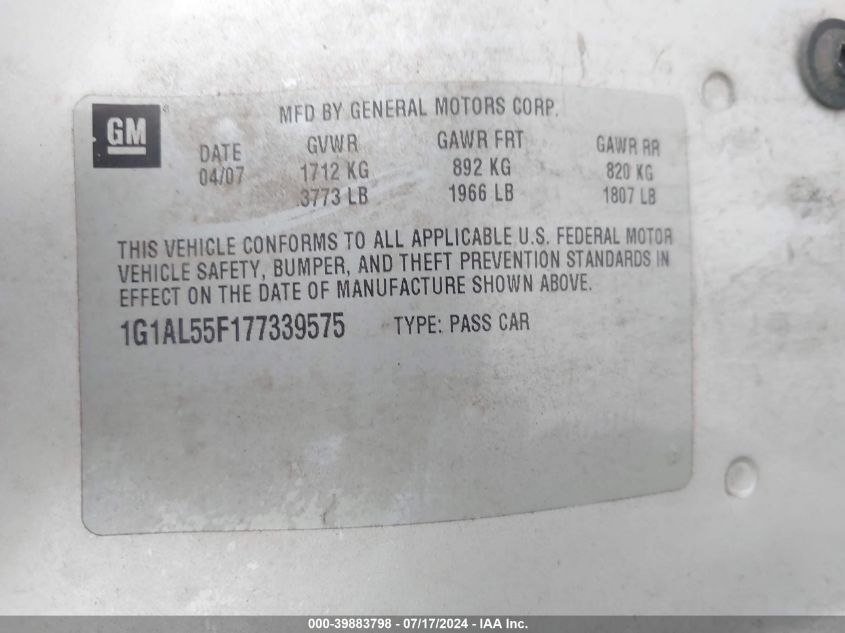 GM
MFD BY GENERAL MOTORS CORP.
DATE GVWR GAWR FRT GAWR RR
04/07 1712 KG 892 KG 820 KG
3773 LB 1966 LB 1807 LB
THIS VEHICLE CONFORMS TO ALL APPLICABLE U.S. FEDERAL MOTOR
VEHICLE SAFETY, BUMPER, AND THEFT PREVENTION STANDARDS IN
EFFECT ON THE DATE OF MANUFACTURE SHOWN ABOVE.
1G1AL55F177339575 TYPE: PASS CAR
000-39883798 - 07/17/2024 - IAA Inc.